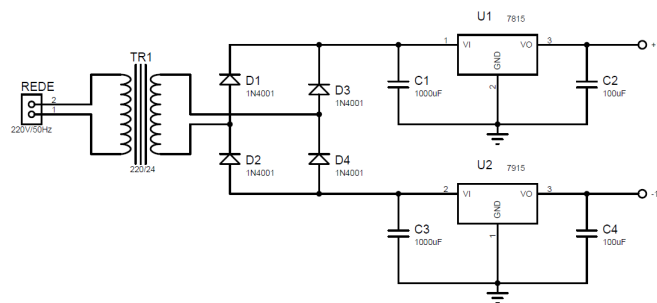 U1 7815
1 VI VO 3 +
GND
2
TR1
D1
1N4001
D3
1N4001
C1
1000uF
C2
100uF
REDE
2
1
220V/50Hz
220/24
D2
1N4001
D4
1N4001
U2 7915
2 VI VO 3
GND
1
C3
1000uF
C4
100uF